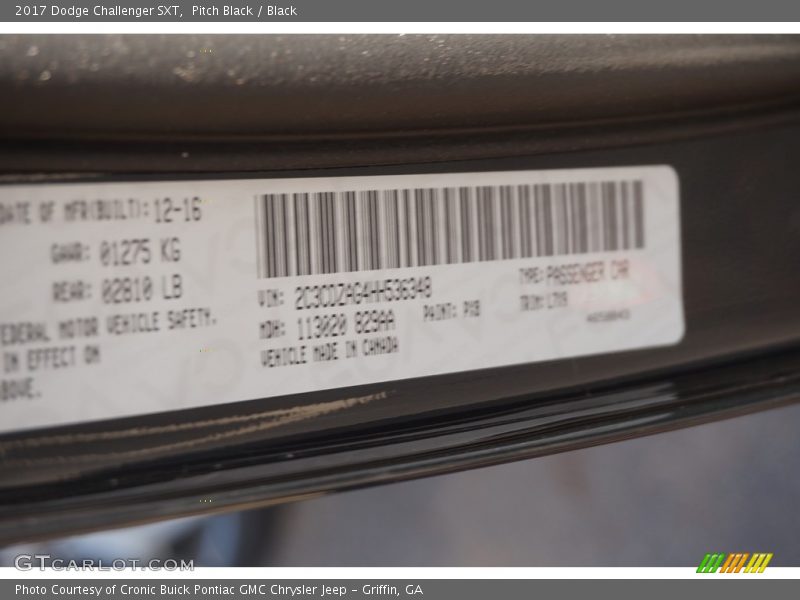 2017 Dodge Challenger SXT,  Pitch Black / Black
DATE OF MFR(BUILT): 12-16
GAWR: 01275 KG
REAR: 02810 LB
FEDERAL MOTOR VEHICLE SAFETY,
IN EFFECT ON
ABOVE.
VIN: 2C3CDZAG4HH536348
MDH: 113020 829AA
VEHICLE MADE IN CANADA
PAINT: PX8
TYPE: PASSENGER CAR
TRIM: L7X9
GTCARLOT.COM
Photo Courtesy of Cronic Buick Pontiac GMC Chrysler Jeep - Griffin, GA